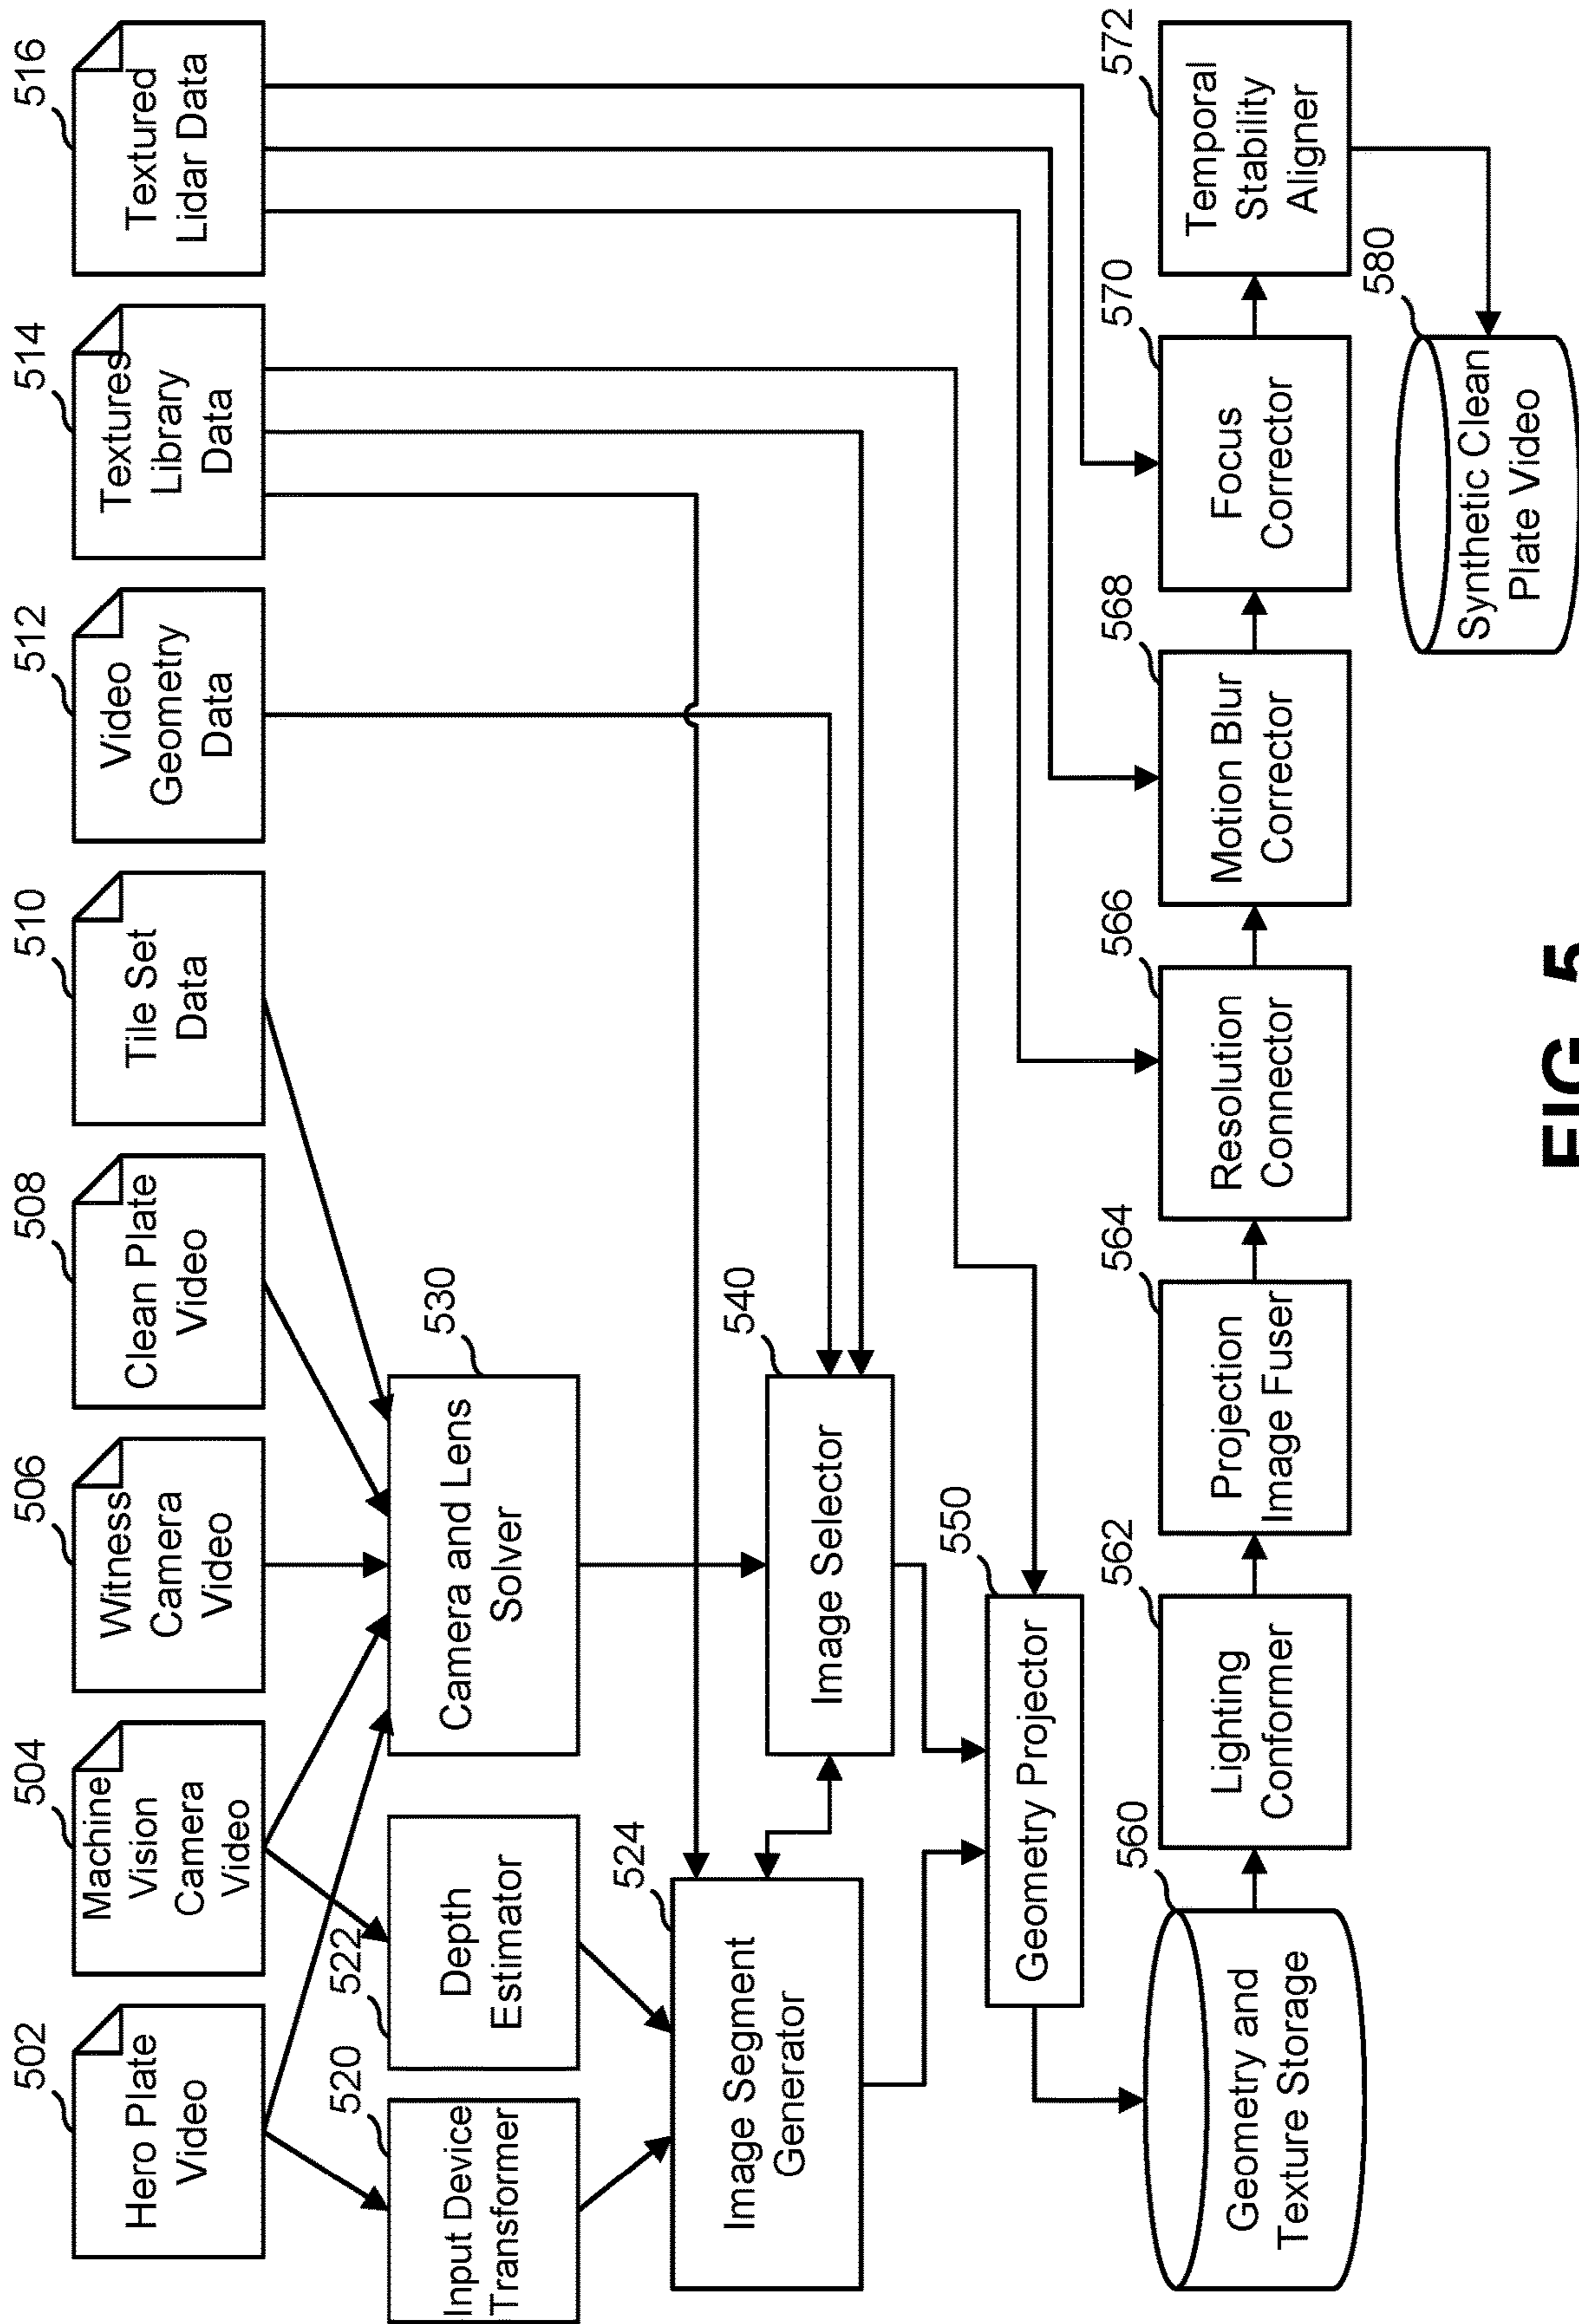 502
Hero Plate
Video
504
Machine
Vision
Camera
Video
506
Witness
Camera
Video
508
Clean Plate
Video
510
Tile Set
Data
512
Video
Geometry
Data
514
Textures
Library
Data
516
Textured
Lidar Data
520
Input Device
Transformer
522
Depth
Estimator
530
Camera and Lens
Solver
524
Image Segment
Generator
540
Image Selector
550
Geometry Projector
560
Geometry and
Texture Storage
562
Lighting
Conformer
564
Projection
Image Fuser
566
Resolution
Connector
568
Motion Blur
Corrector
570
Focus
Corrector
572
Temporal
Stability
Aligner
580
Synthetic Clean
Plate Video
FIG. 5